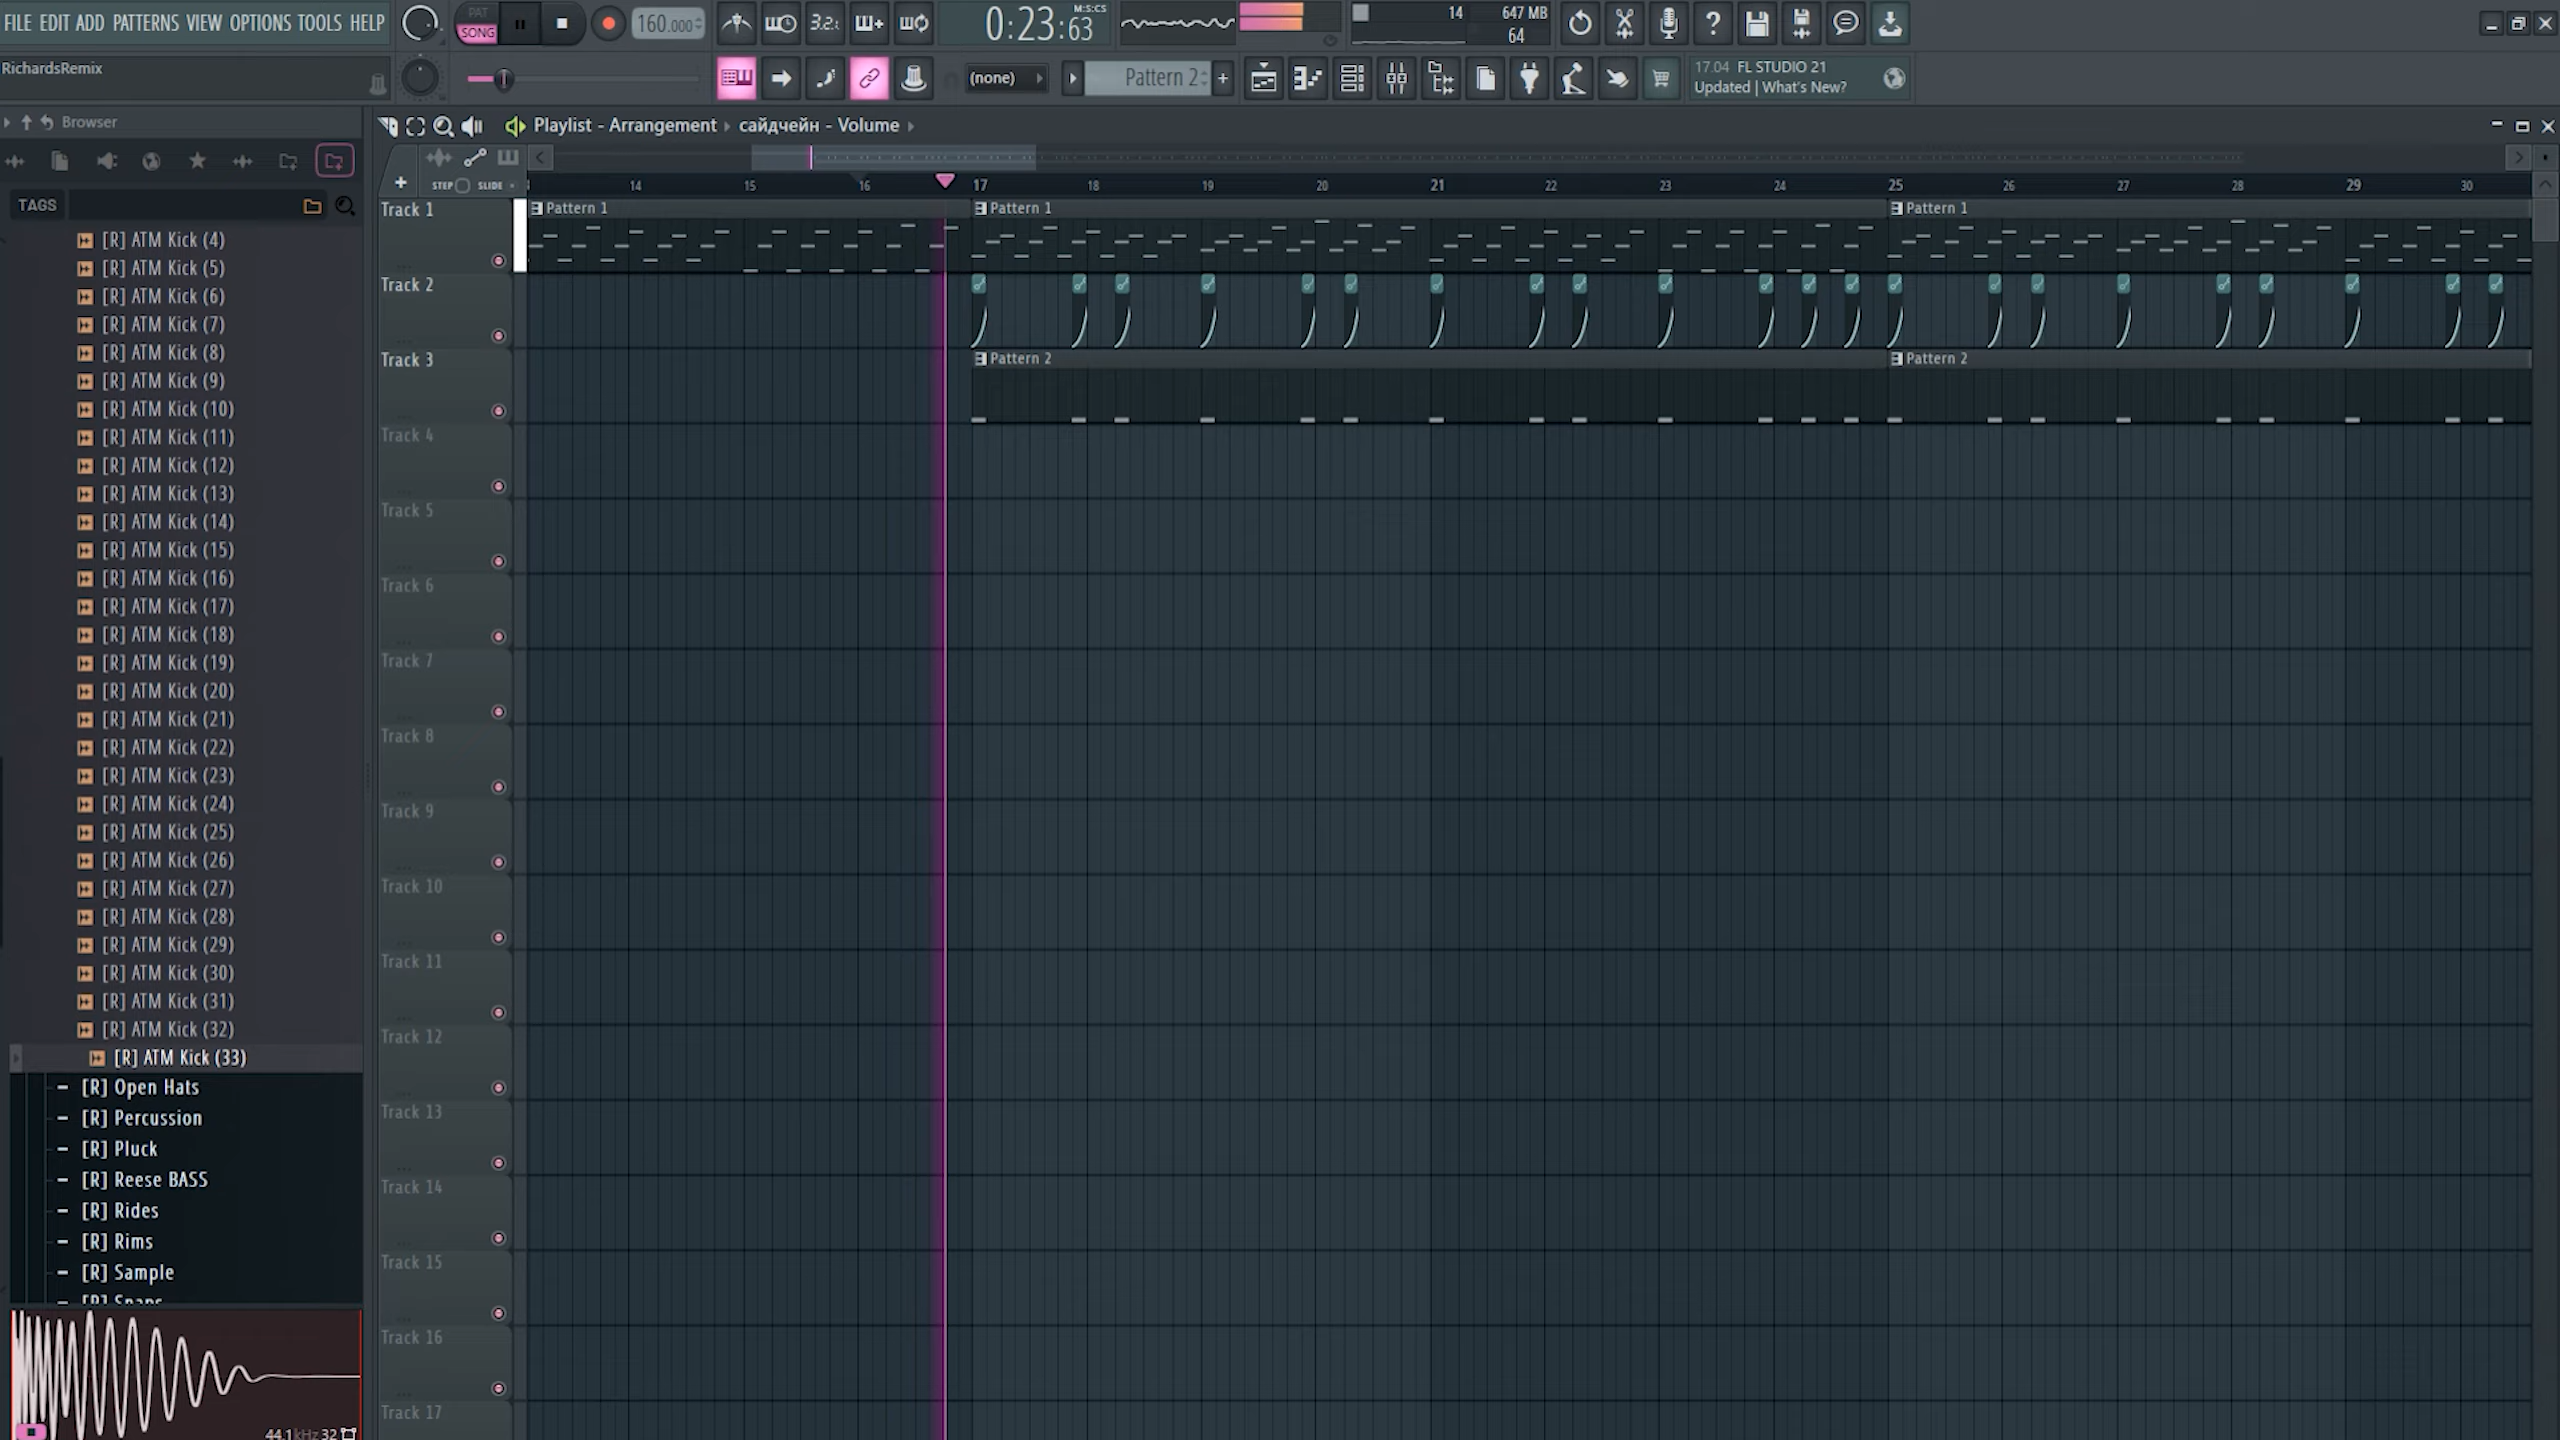 FILE EDIT ADD PATTERNS VIEW OPTIONS TOOLS HELP
PAT
SONG
160.000
3.2.
0:23:63
M:S:CS
14
647 MB
64
RichardsRemix
(none)
Pattern 2
17.04 FL STUDIO 21
Updated | What's New?
Browser
Playlist - Arrangement
сайдчейн - Volume
STEP
SLIDE
14
15
16
17
18
19
20
21
22
23
24
25
26
27
28
29
30
TAGS
[R] ATM Kick (4)
[R] ATM Kick (5)
[R] ATM Kick (6)
[R] ATM Kick (7)
[R] ATM Kick (8)
[R] ATM Kick (9)
[R] ATM Kick (10)
[R] ATM Kick (11)
[R] ATM Kick (12)
[R] ATM Kick (13)
[R] ATM Kick (14)
[R] ATM Kick (15)
[R] ATM Kick (16)
[R] ATM Kick (17)
[R] ATM Kick (18)
[R] ATM Kick (19)
[R] ATM Kick (20)
[R] ATM Kick (21)
[R] ATM Kick (22)
[R] ATM Kick (23)
[R] ATM Kick (24)
[R] ATM Kick (25)
[R] ATM Kick (26)
[R] ATM Kick (27)
[R] ATM Kick (28)
[R] ATM Kick (29)
[R] ATM Kick (30)
[R] ATM Kick (31)
[R] ATM Kick (32)
[R] ATM Kick (33)
[R] Open Hats
[R] Percussion
[R] Pluck
[R] Reese BASS
[R] Rides
[R] Rims
[R] Sample
[R] Snaps
44.1kHz 32
Track 1
Pattern 1
Pattern 1
Pattern 1
Track 2
Track 3
Pattern 2
Pattern 2
Track 4
Track 5
Track 6
Track 7
Track 8
Track 9
Track 10
Track 11
Track 12
Track 13
Track 14
Track 15
Track 16
Track 17